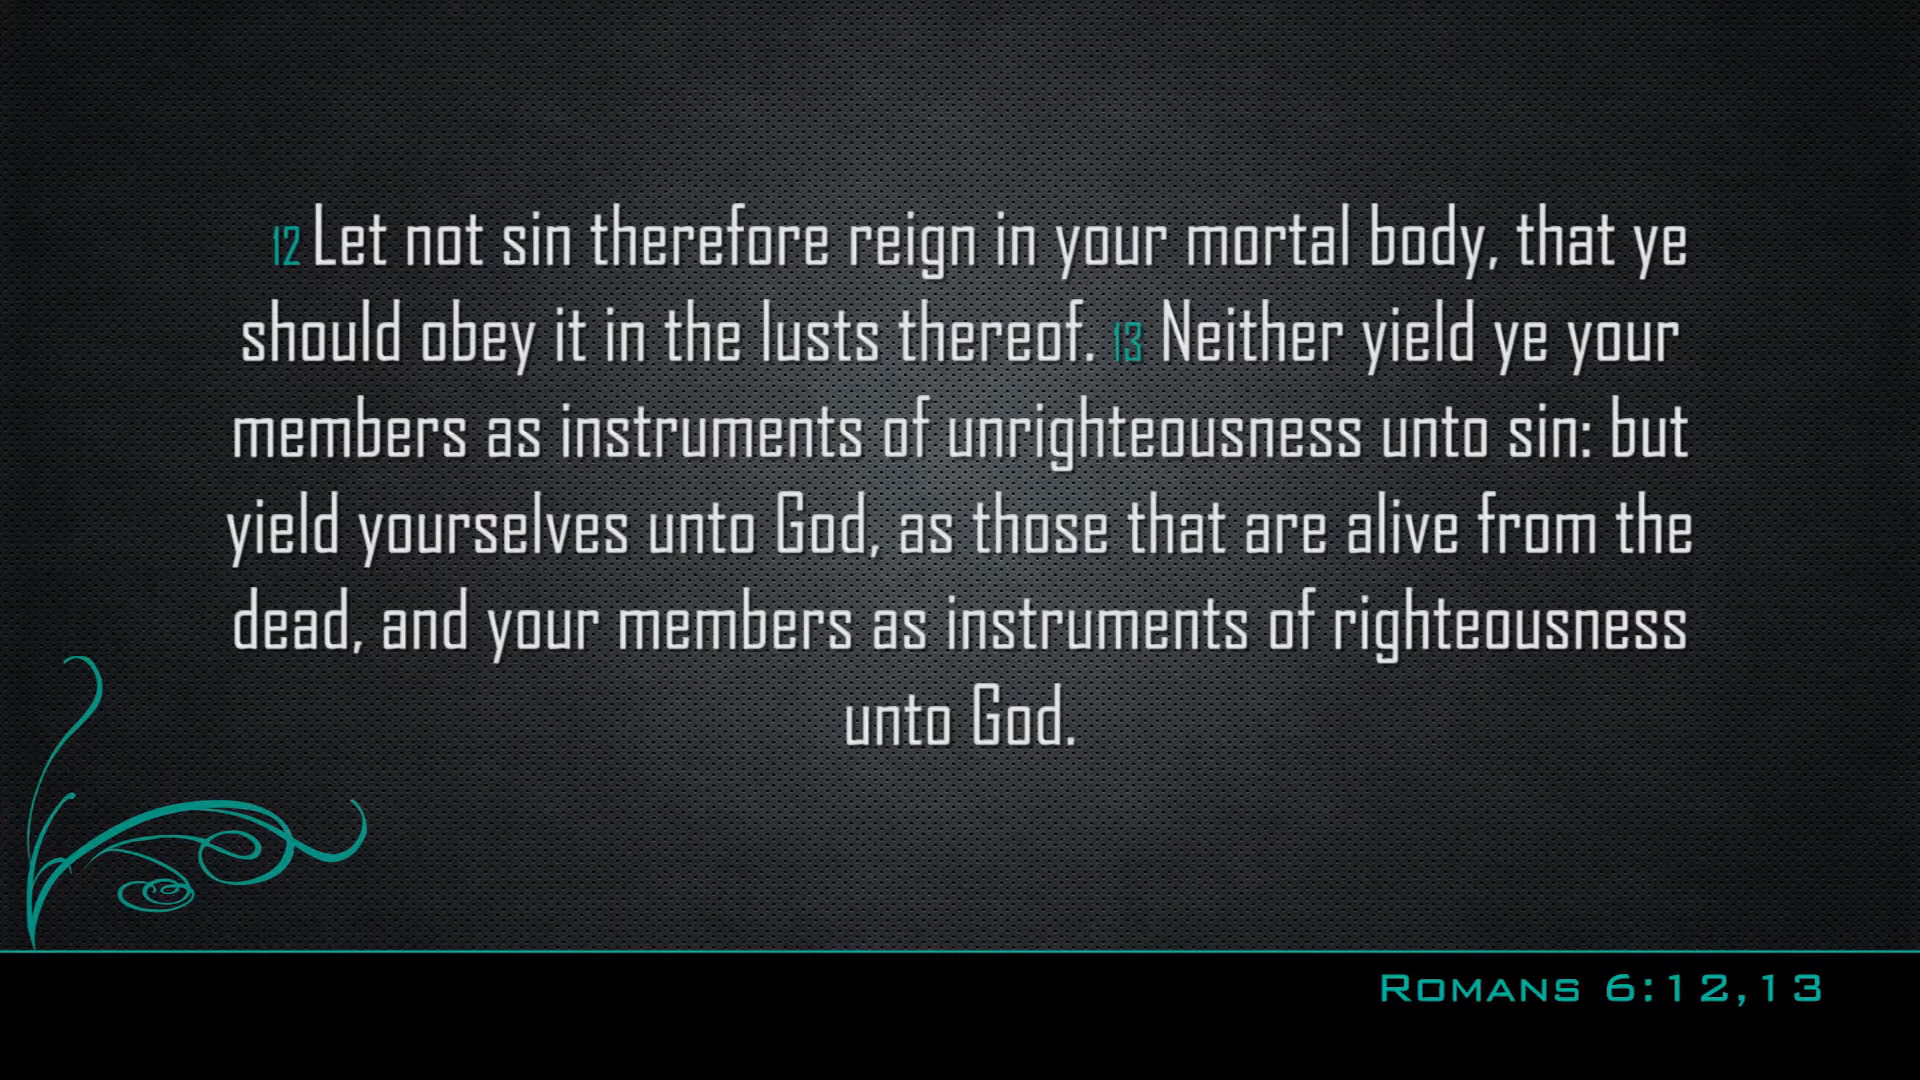 12 Let not sin therefore reign in your mortal body, that ye
should obey it in the lusts thereof. 13 Neither yield ye your
members as instruments of unrighteousness unto sin: but
yield yourselves unto God, as those that are alive from the
dead, and your members as instruments of righteousness
unto God.
Romans 6:12,13